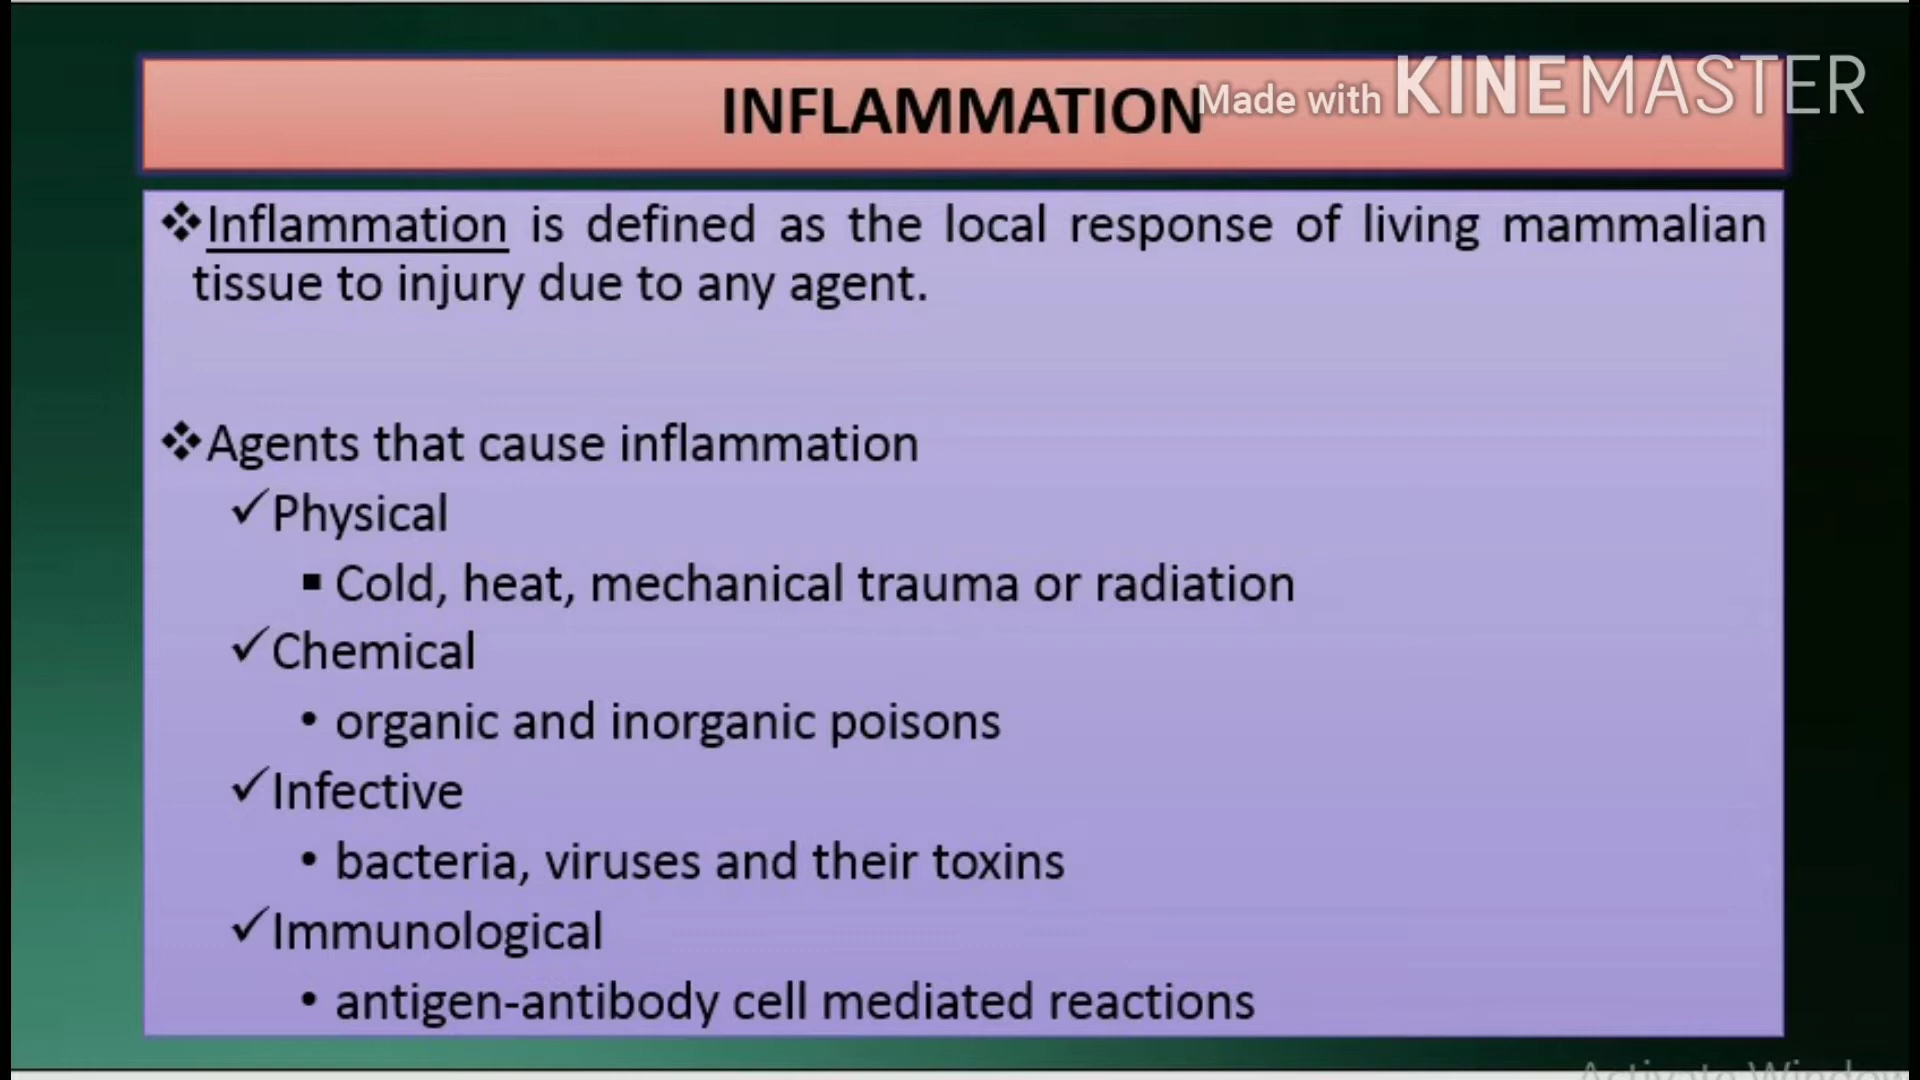 INFLAMMATION
Made with KINEMASTER
❖Inflammation is defined as the local response of living mammalian
tissue to injury due to any agent.
❖Agents that cause inflammation
✓Physical
▪ Cold, heat, mechanical trauma or radiation
✓Chemical
• organic and inorganic poisons
✓Infective
• bacteria, viruses and their toxins
✓Immunological
• antigen-antibody cell mediated reactions